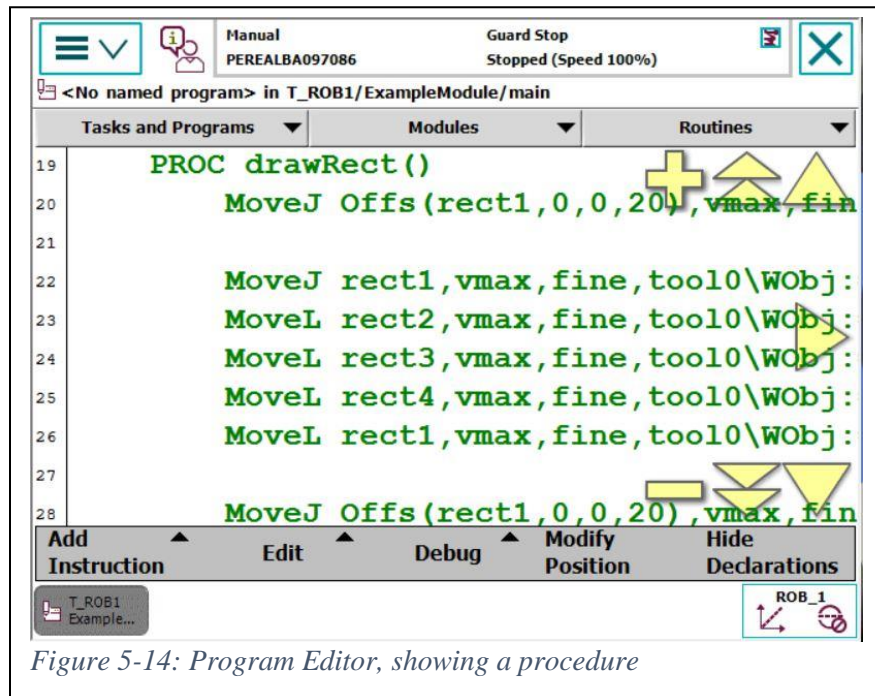 Manual
Guard Stop
PEREALBA097086
Stopped (Speed 100%)
<No named program> in T_ROB1/ExampleModule/main
Tasks and Programs
Modules
Routines
19 PROC drawRect()
20 MoveJ Offs(rect1,0,0,20),vmax,fin
21
22 MoveJ rect1,vmax,fine,tool0\WObj:
23 MoveL rect2,vmax,fine,tool0\WObj:
24 MoveL rect3,vmax,fine,tool0\WObj:
25 MoveL rect4,vmax,fine,tool0\WObj:
26 MoveL rect1,vmax,fine,tool0\WObj:
27
28 MoveJ Offs(rect1,0,0,20),vmax,fin
Add Instruction
Edit
Debug
Modify Position
Hide Declarations
T_ROB1
Example...
ROB_1
Figure 5-14: Program Editor, showing a procedure